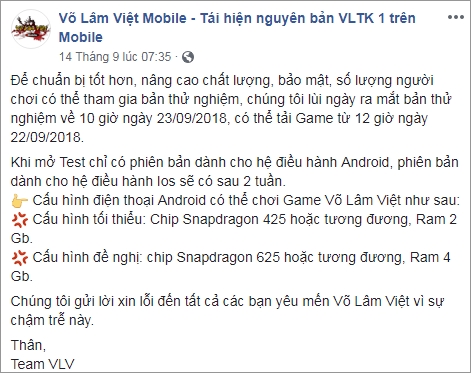 Võ Lâm Việt Mobile - Tái hiện nguyên bản VLTK 1 trên
Mobile
14 Tháng 9 lúc 07:35 ·
Để chuẩn bị tốt hơn, nâng cao chất lượng, bảo mật, số lượng người
chơi có thể tham gia bản thử nghiệm, chúng tôi lùi ngày ra mắt bản thử
nghiệm về 10 giờ ngày 23/09/2018, có thể tải Game từ 12 giờ ngày
22/09/2018.
Khi mở Test chỉ có phiên bản dành cho hệ điều hành Android, phiên bản
dành cho hệ điều hành Ios sẽ có sau 2 tuần.
👉 Cấu hình điện thoại Android có thể chơi Game Võ Lâm Việt như sau:
💢 Cấu hình tối thiểu: Chip Snapdragon 425 hoặc tương đương, Ram 2
Gb.
💢 Cấu hình đề nghị: chip Snapdragon 625 hoặc tương đương, Ram 4
Gb.
Chúng tôi gửi lời xin lỗi đến tất cả các bạn yêu mến Võ Lâm Việt vì sự
chậm trễ này.
Thân,
Team VLV